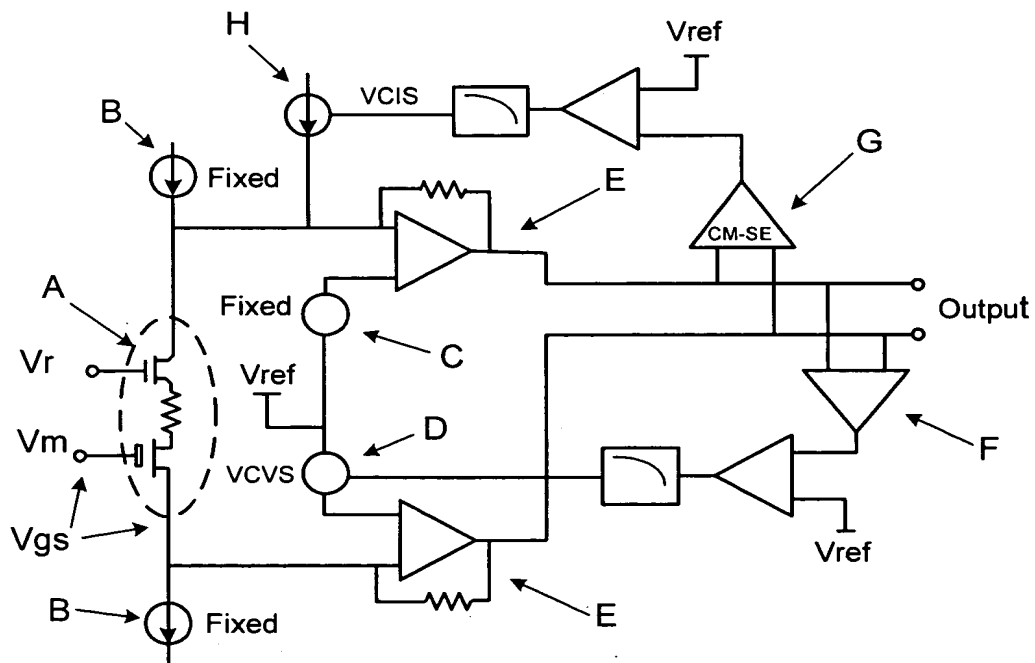 H
Vref
VCIS
B
G
Fixed
E
CM-SE
A
Fixed
Output
Vr
C
Vref
D
Vm
F
VCVS
Vgs
Vref
B
Fixed
E